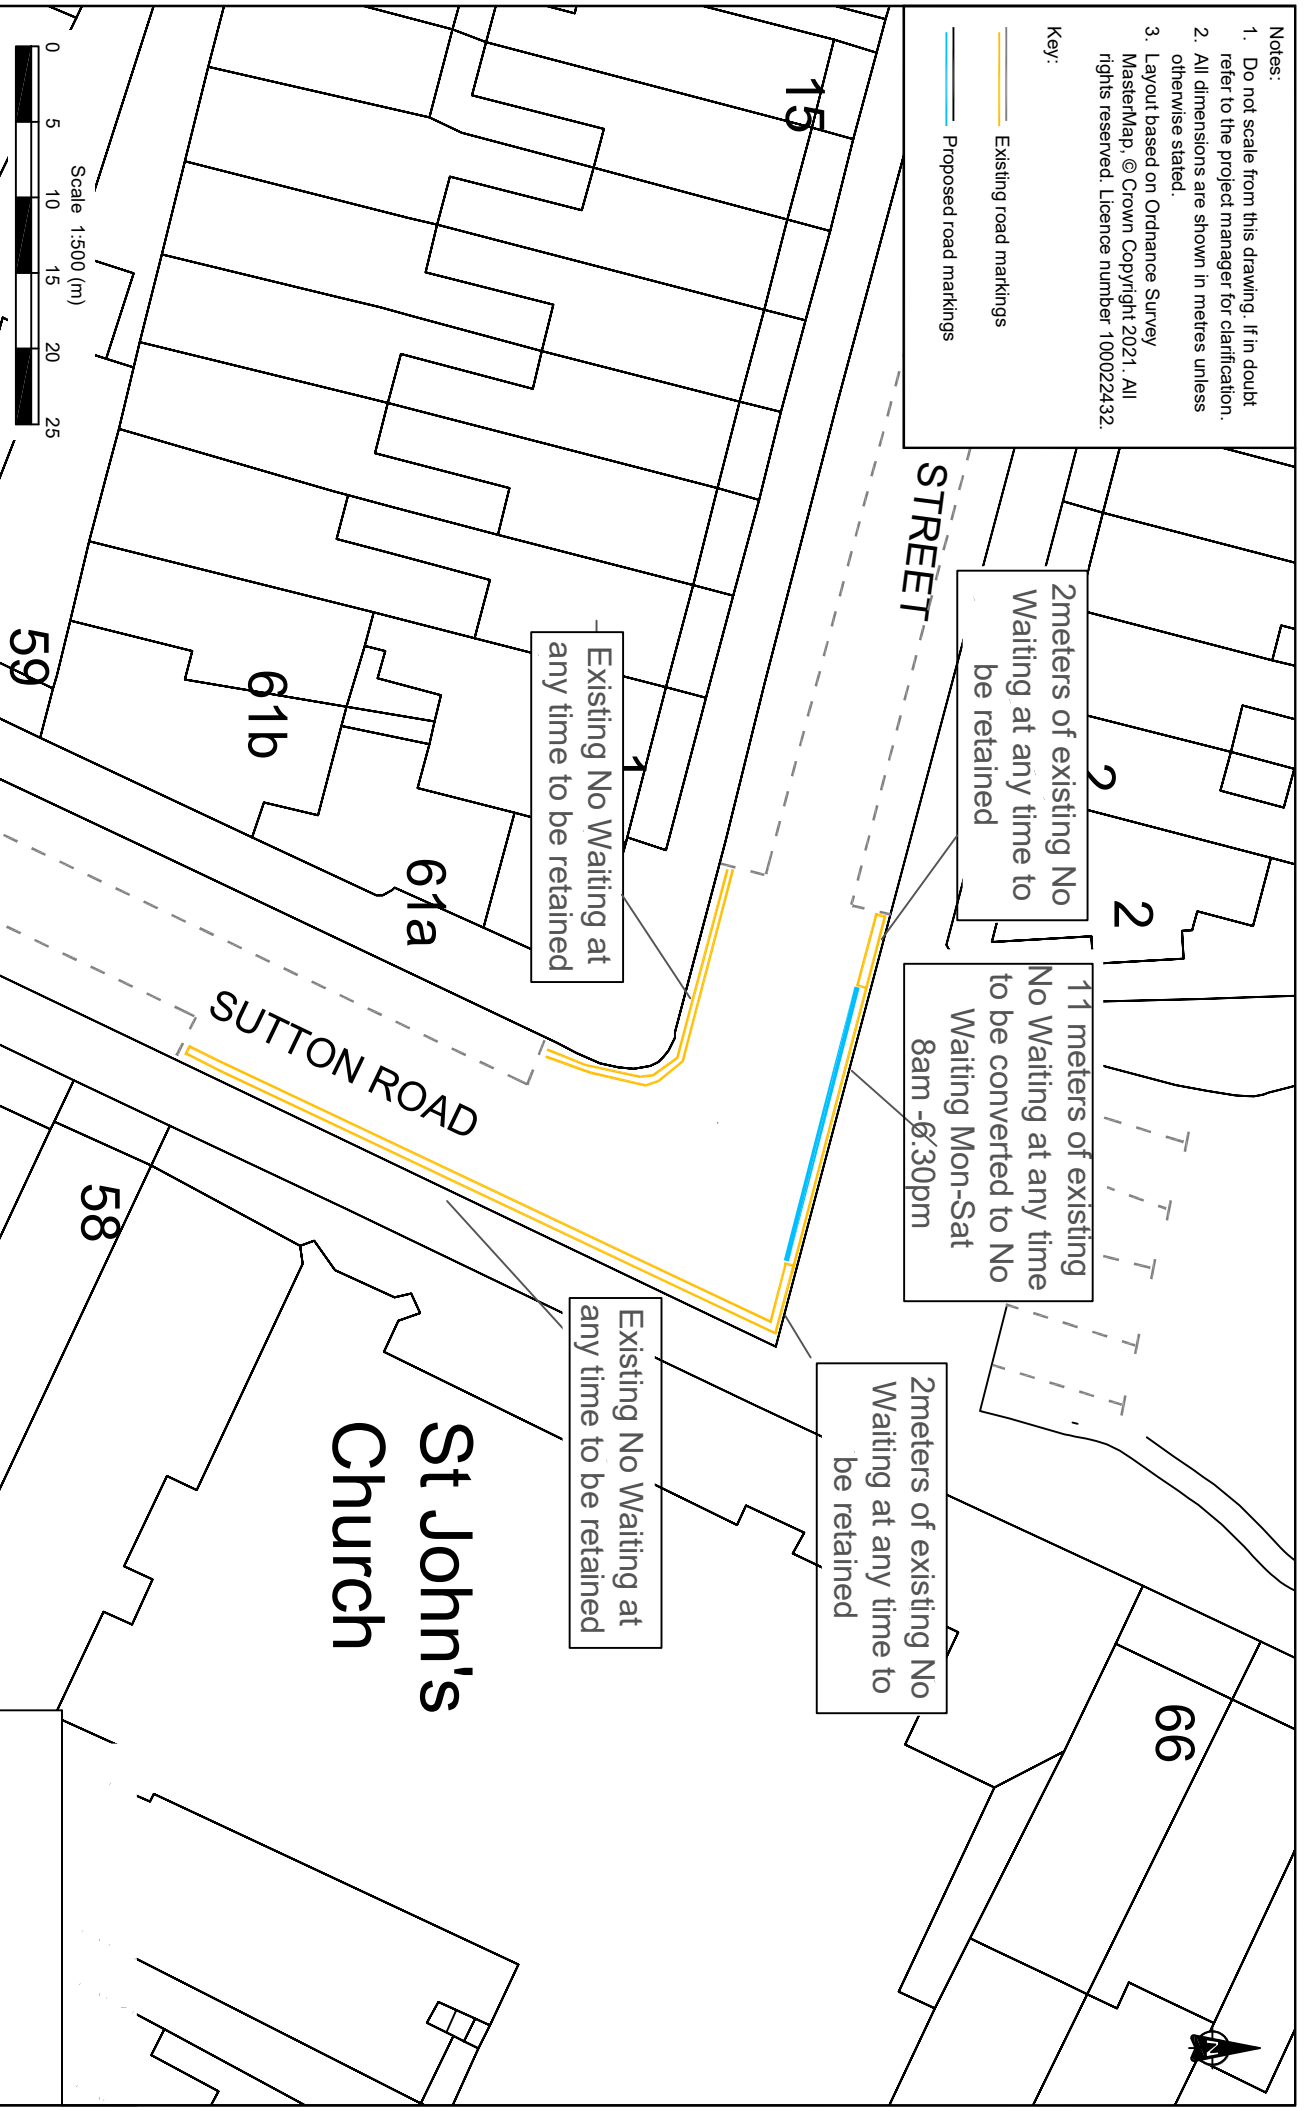 Notes:
1. Do not scale from this drawing. If in doubt
refer to the project manager for clarification.
2. All dimensions are shown in metres unless
otherwise stated.
3. Layout based on Ordnance Survey
MasterMap, © Crown Copyright 2021. All
rights reserved. Licence number 100022432.
Key:
Existing road markings
Proposed road markings
STREET
2meters of existing No
Waiting at any time to
be retained
2
2
11 meters of existing
No Waiting at any time
to be converted to No
Waiting Mon-Sat
8am -6.30pm
2meters of existing No
Waiting at any time to
be retained
66
N
15
1
Existing No Waiting at
any time to be retained
Existing No Waiting at
any time to be retained
61a
61b
59
SUTTON ROAD
58
St John's
Church
Scale 1:500 (m)
0 5 10 15 20 25